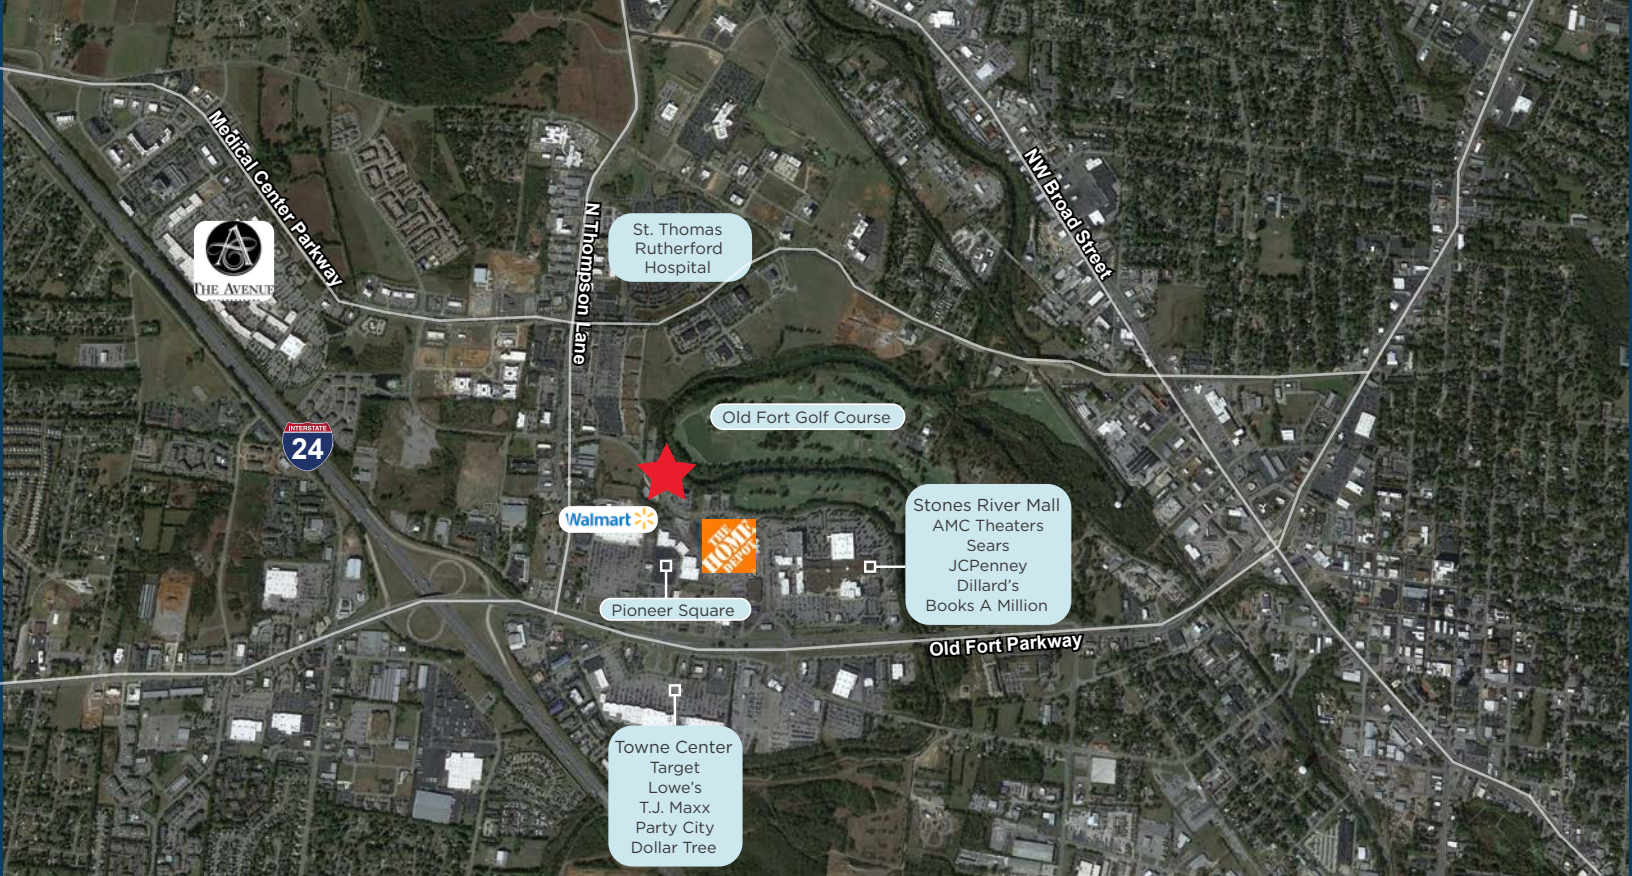 Medical Center Parkway
NW Broad Street
N Thompson Lane
St. Thomas
Rutherford
Hospital
A
THE AVENUE
Old Fort Golf Course
INTERSTATE
24
Walmart
THE
HOME
DEPOT
Stones River Mall
AMC Theaters
Sears
JCPenney
Dillard's
Books A Million
Pioneer Square
Old Fort Parkway
Towne Center
Target
Lowe's
T.J. Maxx
Party City
Dollar Tree